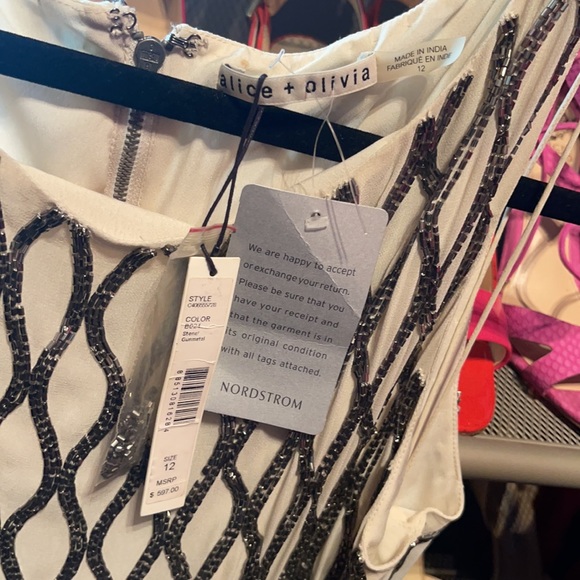 alice + olivia
MADE IN INDIA
FABRIQUÉ EN INDE
12
We are happy to accept
or exchange your return.
Please be sure that you
have your receipt and
that the garment is in
its original condition
with all tags attached.
NORDSTROM
STYLE
COLOR
Gunmetal
SIZE
12
MSRP
$ 597.00